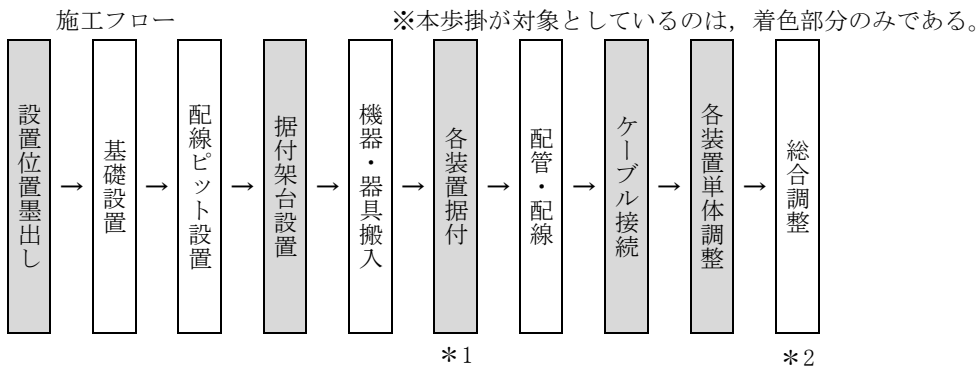 施工フロー
※本歩掛が対象としているのは，着色部分のみである。
設置位置墨出し
→
基礎設置
→
配線ピット設置
→
据付架台設置
→
機器・器具搬入
→
各装置据付
→
配管・配線
→
ケーブル接続
→
各装置単体調整
→
総合調整
＊1
＊2